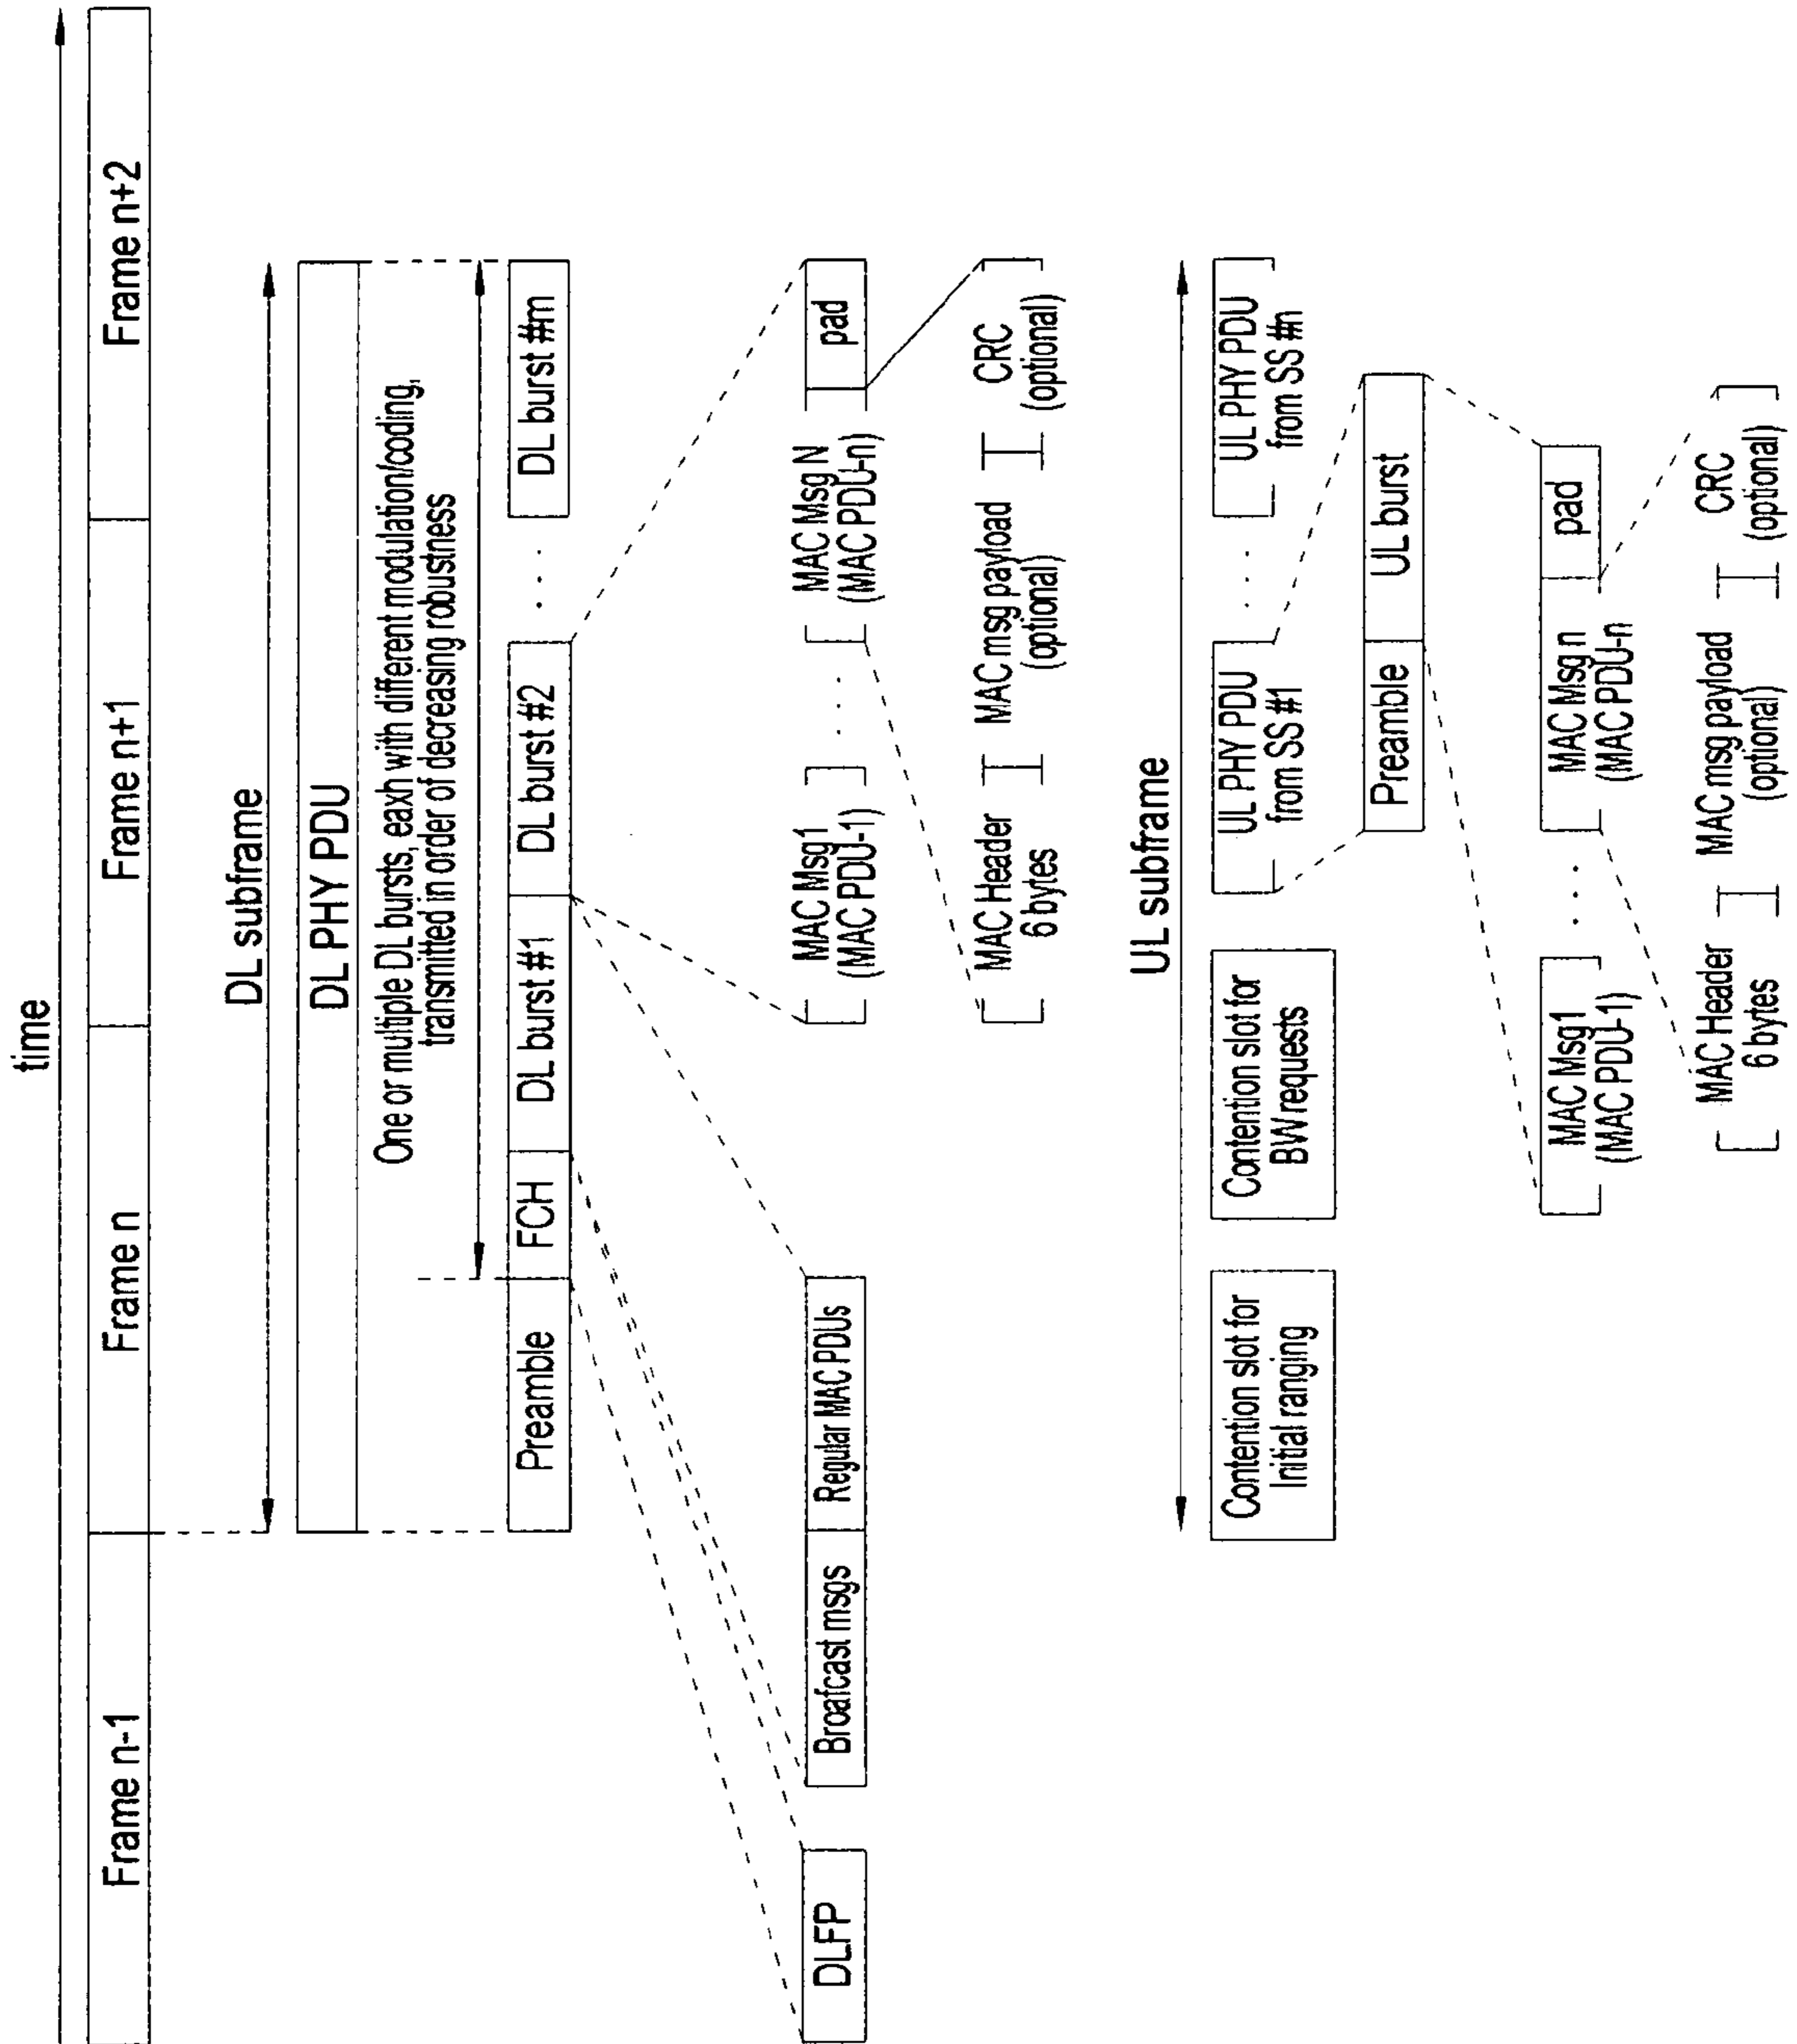 time
Frame n-1
Frame n
Frame n+1
Frame n+2
DL subframe
DL PHY PDU
One or multiple DL bursts, eaxh with different modulation/coding,
transmitted in order of decreasing robustness
Preamble
FCH
DL burst #1
DL burst #2
. . .
DL burst #m
DLFP
Broafcast msgs
Regular MAC PDUs
MAC Msg1
(MAC PDU-1)
. . .
MAC Msg N
(MAC PDU-n)
pad
MAC Header
6 bytes
MAC msg payload
(optional)
CRC
(optional)
UL subframe
Contention slot for
Initial ranging
Contention slot for
BW requests
UL PHY PDU
from SS #1
. . .
UL PHY PDU
from SS #n
Preamble
UL burst
MAC Msg1
(MAC PDU-1)
. . .
MAC Msg n
(MAC PDU-n)
pad
MAC Header
6 bytes
MAC msg payload
(optional)
CRC
(optional)